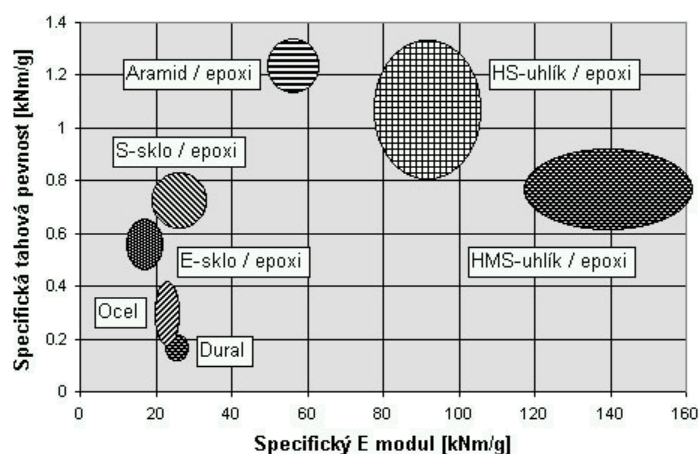 1.4
1.2
1
0.8
0.6
0.4
0.2
0
Specifická tahová pevnost [kNm/g]
Aramid / epoxi
HS-uhlík / epoxi
S-sklo / epoxi
E-sklo / epoxi
HMS-uhlík / epoxi
Ocel
Dural
0 20 40 60 80 100 120 140 160
Specifický E modul [kNm/g]